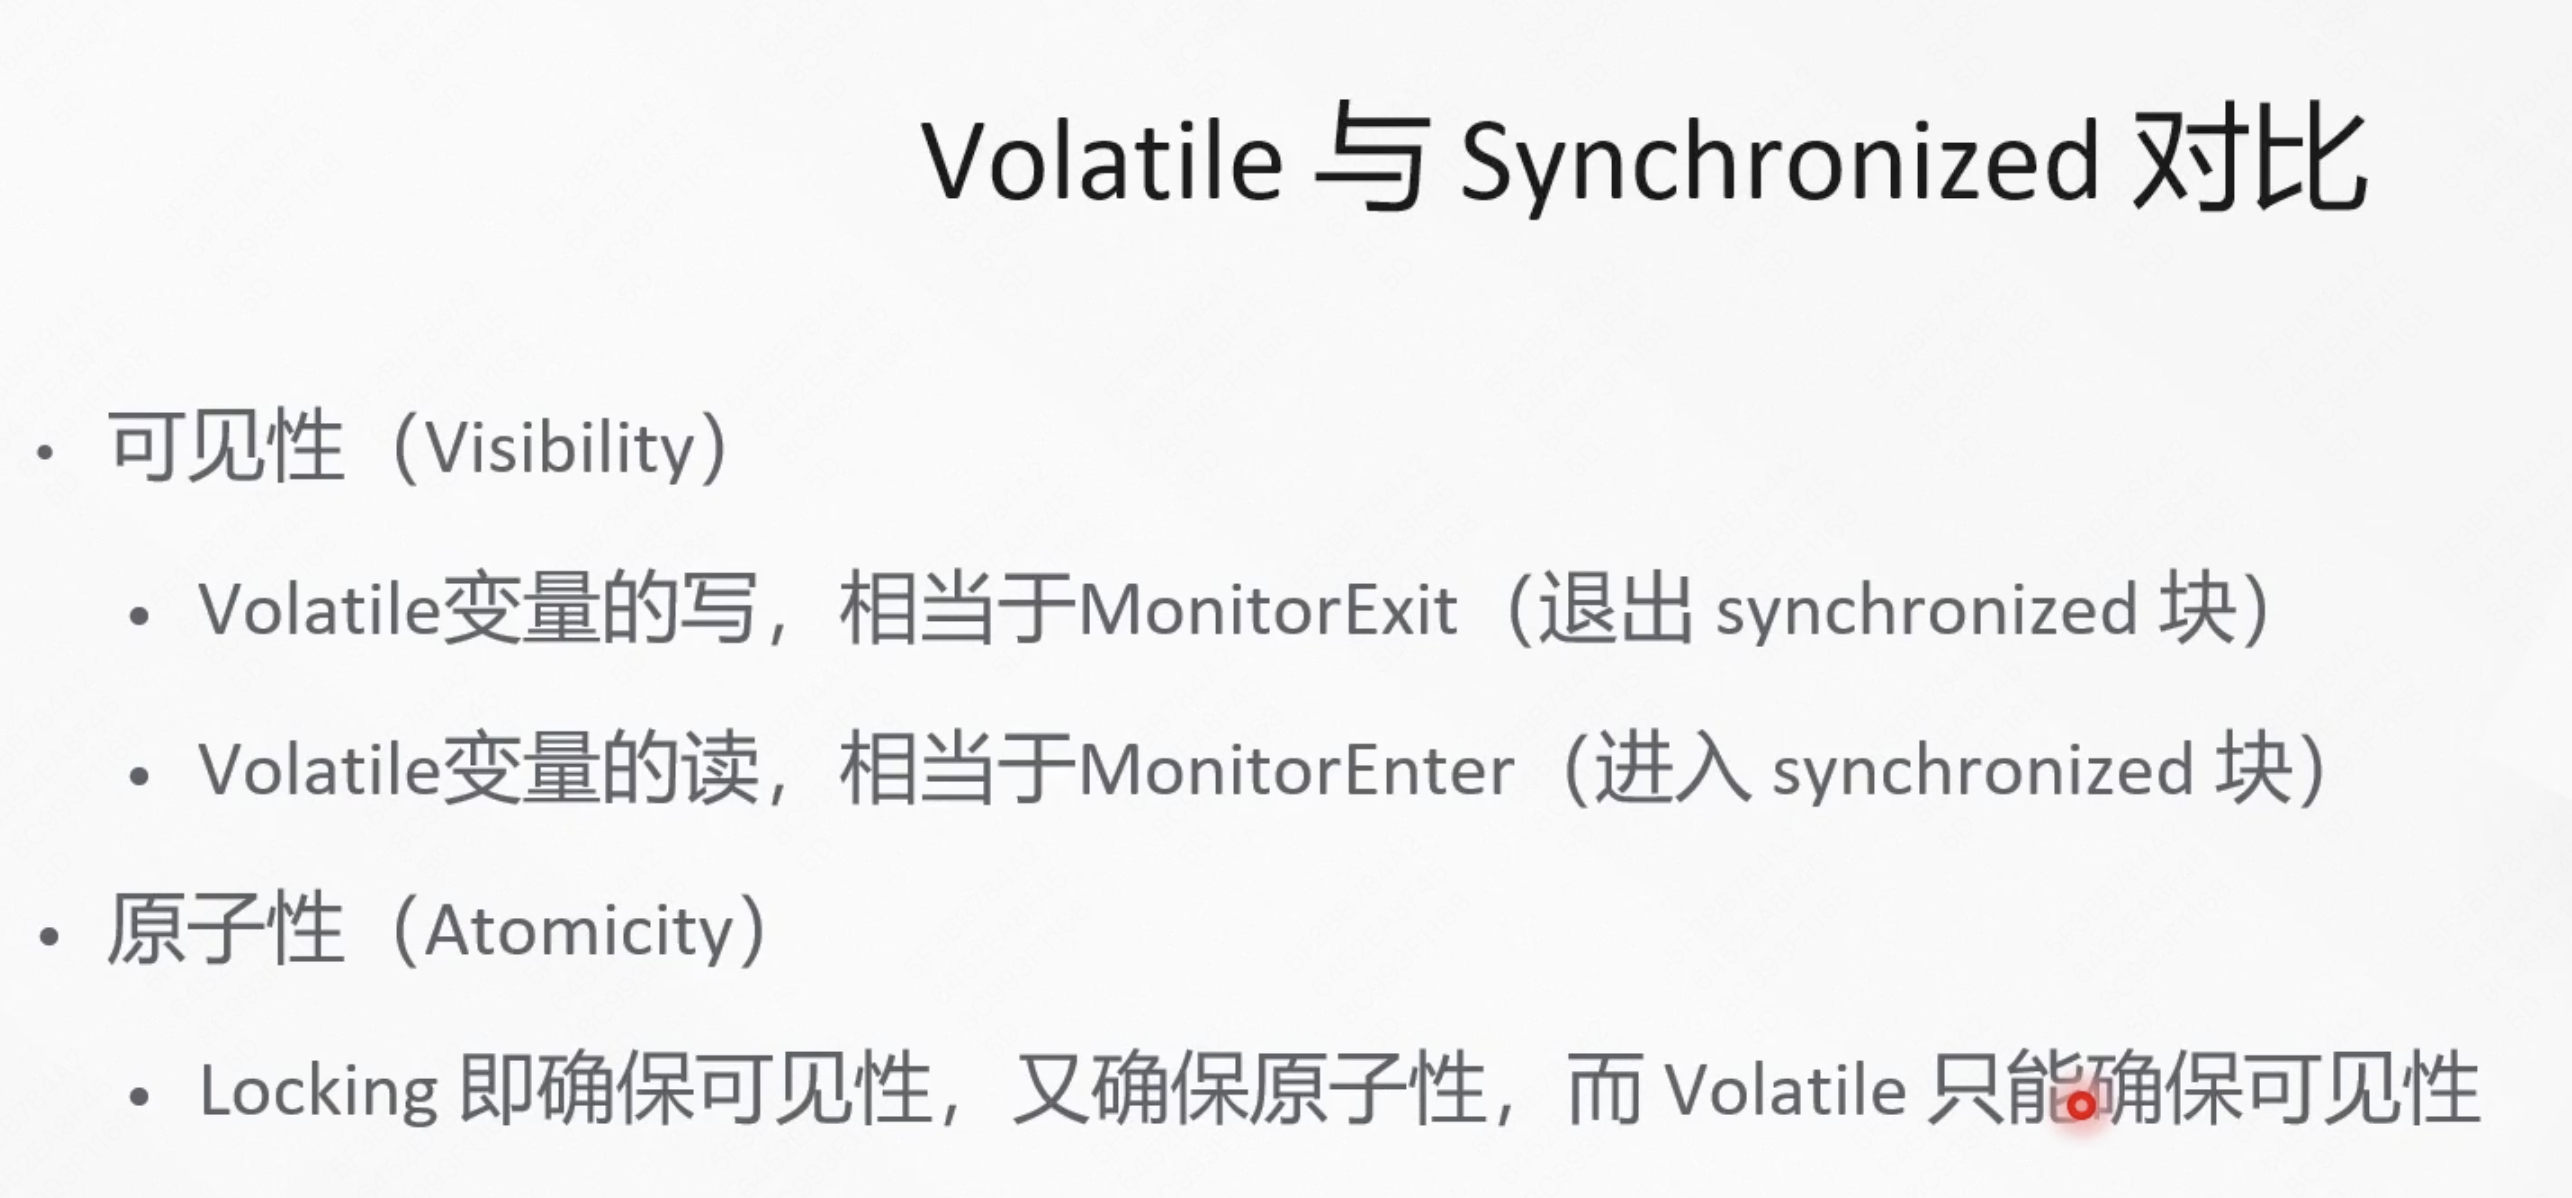 Volatile 与 Synchronized 对比
• 可见性（Visibility）
• Volatile变量的写，相当于MonitorExit（退出 synchronized 块）
• Volatile变量的读，相当于MonitorEnter（进入 synchronized 块）
• 原子性（Atomicity）
• Locking 即确保可见性，又确保原子性，而 Volatile 只能确保可见性